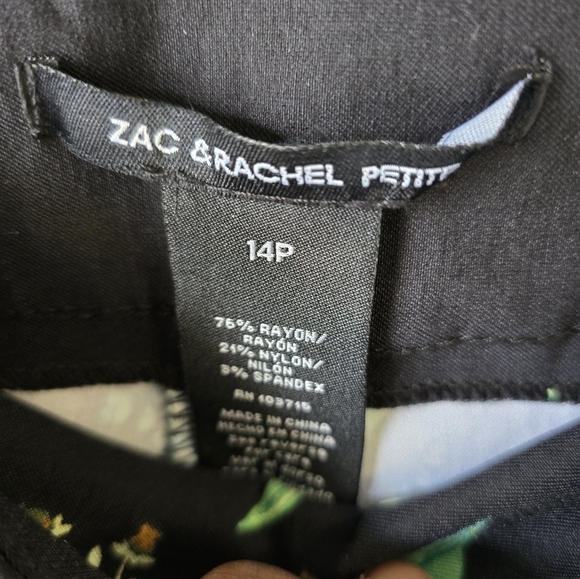 ZAC & RACHEL PETITE
14P
76% RAYON/
RAYÓN
21% NYLON/
NILÓN
3% SPANDEX
RN 103715
MADE IN CHINA
HECHO EN CHINA